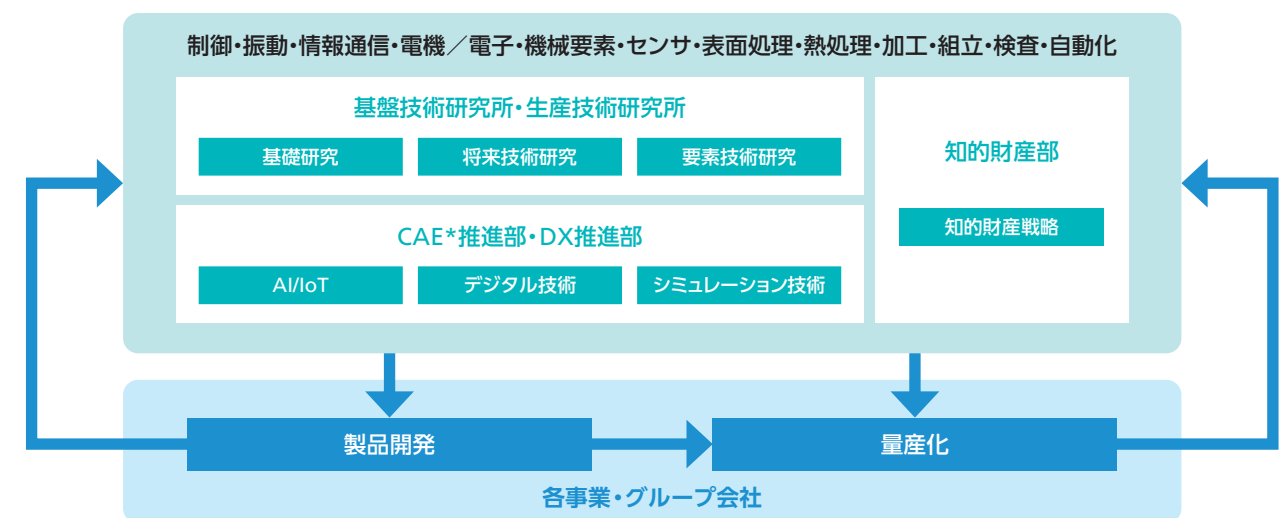 制御・振動・情報通信・電機／電子・機械要素・センサ・表面処理・熱処理・加工・組立・検査・自動化
基盤技術研究所・生産技術研究所
基礎研究
将来技術研究
要素技術研究
CAE*推進部・DX推進部
AI/IoT
デジタル技術
シミュレーション技術
知的財産部
知的財産戦略
製品開発
量産化
各事業・グループ会社